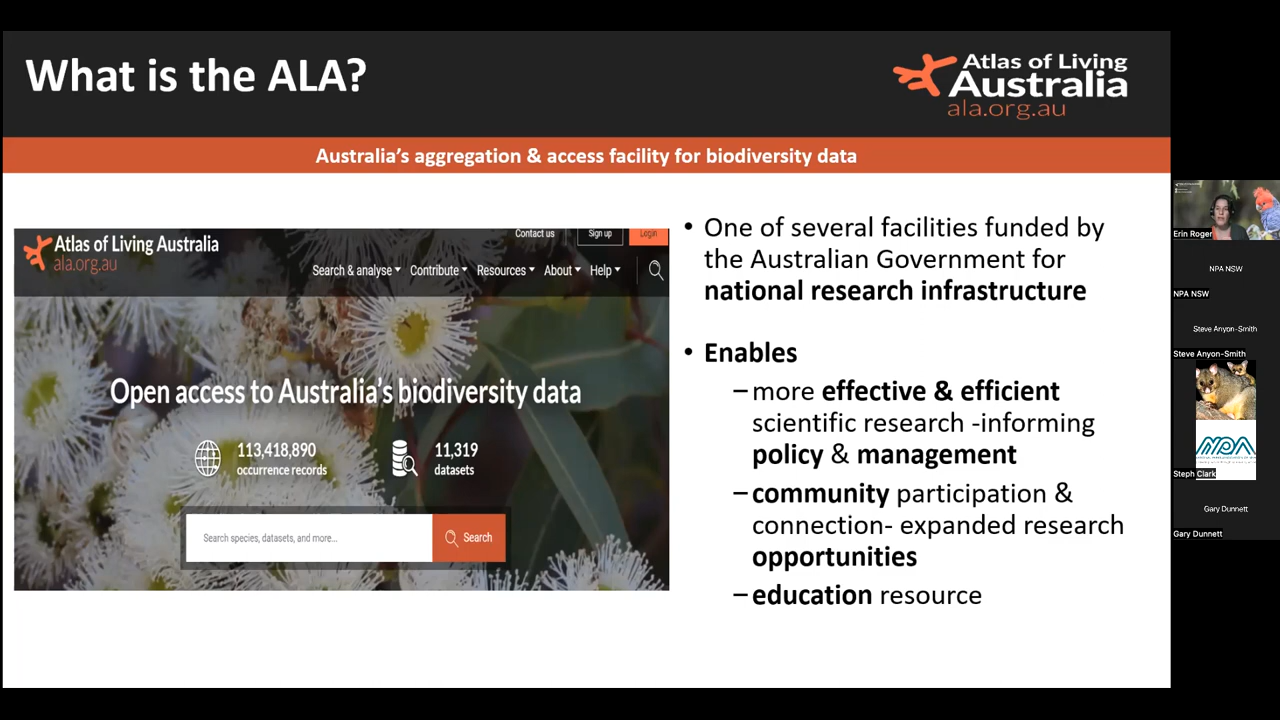 What is the ALA?
Atlas of Living
Australia
ala.org.au
Australia's aggregation & access facility for biodiversity data
Atlas of Living Australia
ala.org.au
Contact us
Sign up
Login
Search & analyse
Contribute
Resources
About
Help
Open access to Australia's biodiversity data
113,418,890
occurrence records
11,319
datasets
Search species, datasets, and more...
Search
• One of several facilities funded by
the Australian Government for
national research infrastructure
• Enables
– more effective & efficient
scientific research -informing
policy & management
– community participation &
connection- expanded research
opportunities
– education resource
Erin Roger
NPA NSW
NPA NSW
Steve Anyon-Smith
Steve Anyon-Smith
NPA
Steph Clark
Gary Dunnett
Gary Dunnett